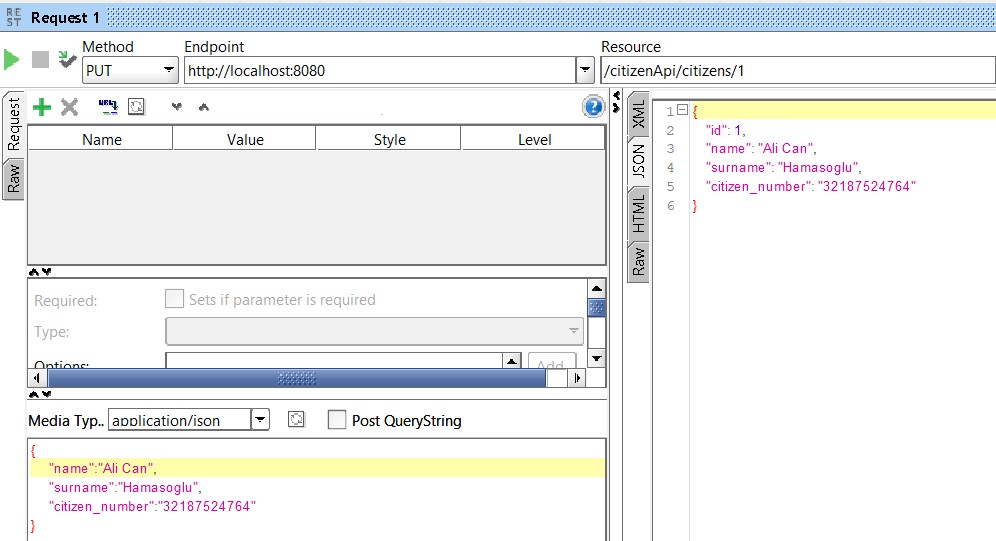 RE
ST
Request 1
Method
Endpoint
Resource
PUT
http://localhost:8080
/citizenApi/citizens/1
Request
Raw
Name
Value
Style
Level
Required:
Sets if parameter is required
Type:
Options:
Add
Media Typ..
application/json
Post QueryString
{
"name":"Ali Can",
"surname":"Hamasoglu",
"citizen_number":"32187524764"
}
XML
JSON
HTML
Raw
1 {
2 "id": 1,
3 "name": "Ali Can",
4 "surname": "Hamasoglu",
5 "citizen_number": "32187524764"
6 }